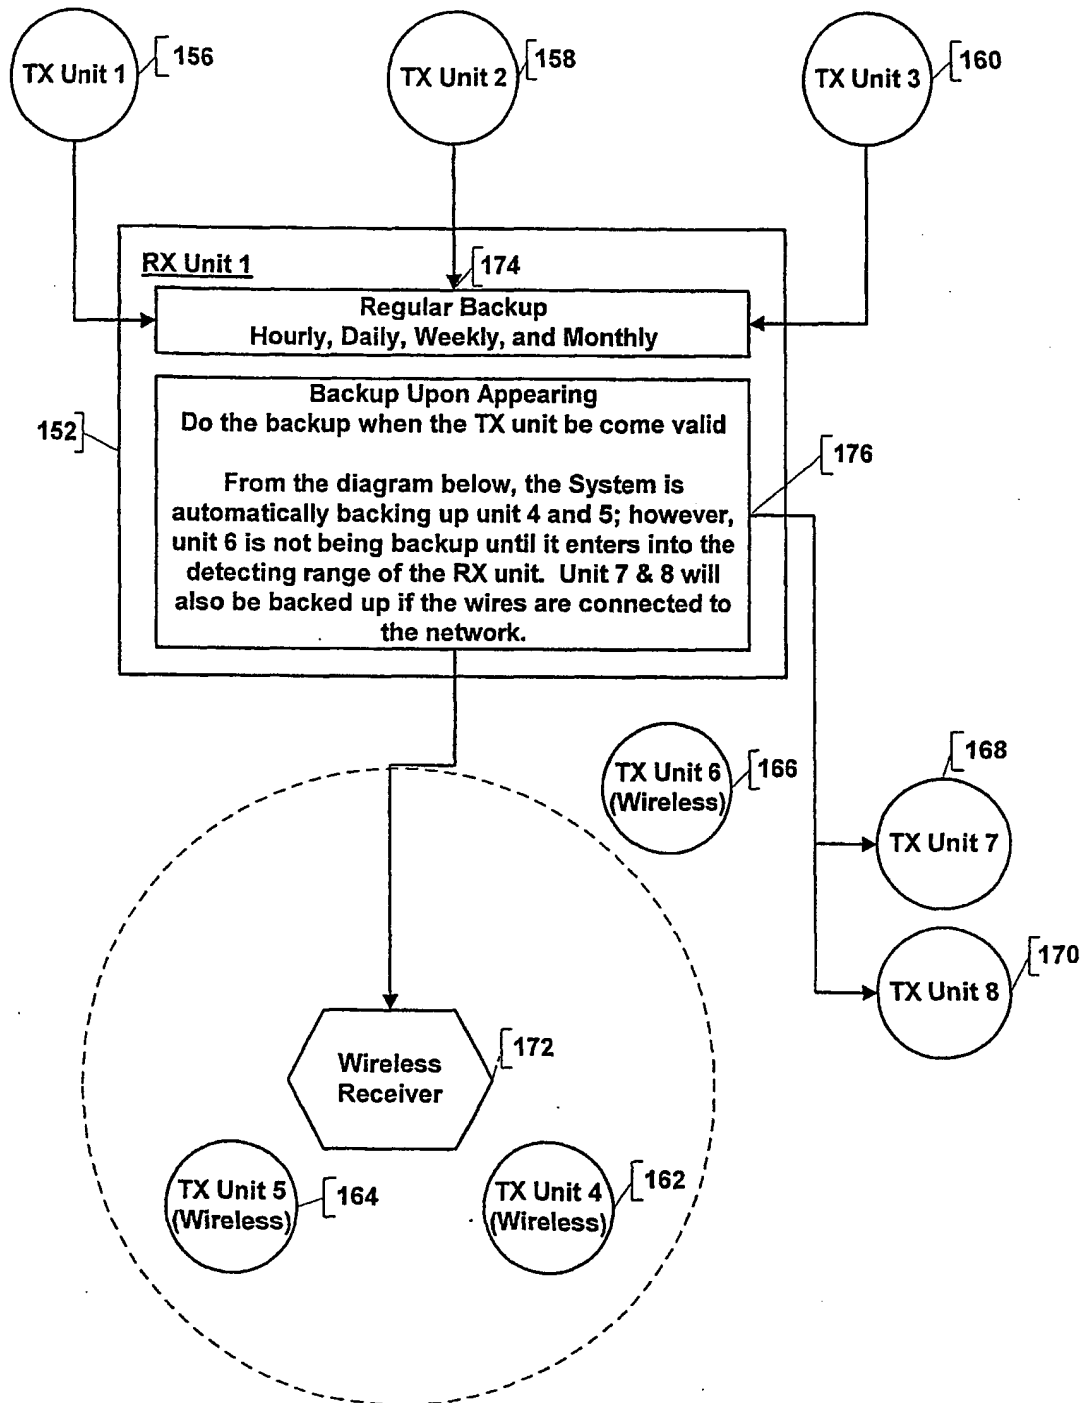 TX Unit 1
156
TX Unit 2
158
TX Unit 3
160
RX Unit 1
174
Regular Backup
Hourly, Daily, Weekly, and Monthly
152
Backup Upon Appearing
Do the backup when the TX unit be come valid
From the diagram below, the System is
automatically backing up unit 4 and 5; however,
unit 6 is not being backup until it enters into the
detecting range of the RX unit. Unit 7 & 8 will
also be backed up if the wires are connected to
the network.
176
TX Unit 6
(Wireless)
166
168
TX Unit 7
170
TX Unit 8
Wireless
Receiver
172
TX Unit 5
(Wireless)
164
TX Unit 4
(Wireless)
162